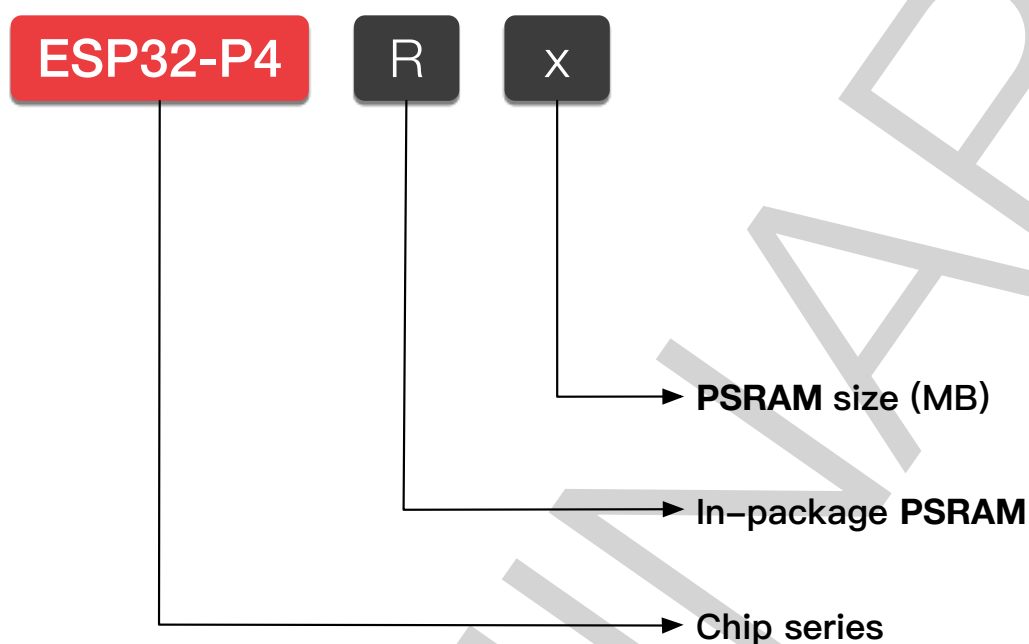 ESP32-P4 R x
PSRAM size (MB)
In-package PSRAM
Chip series